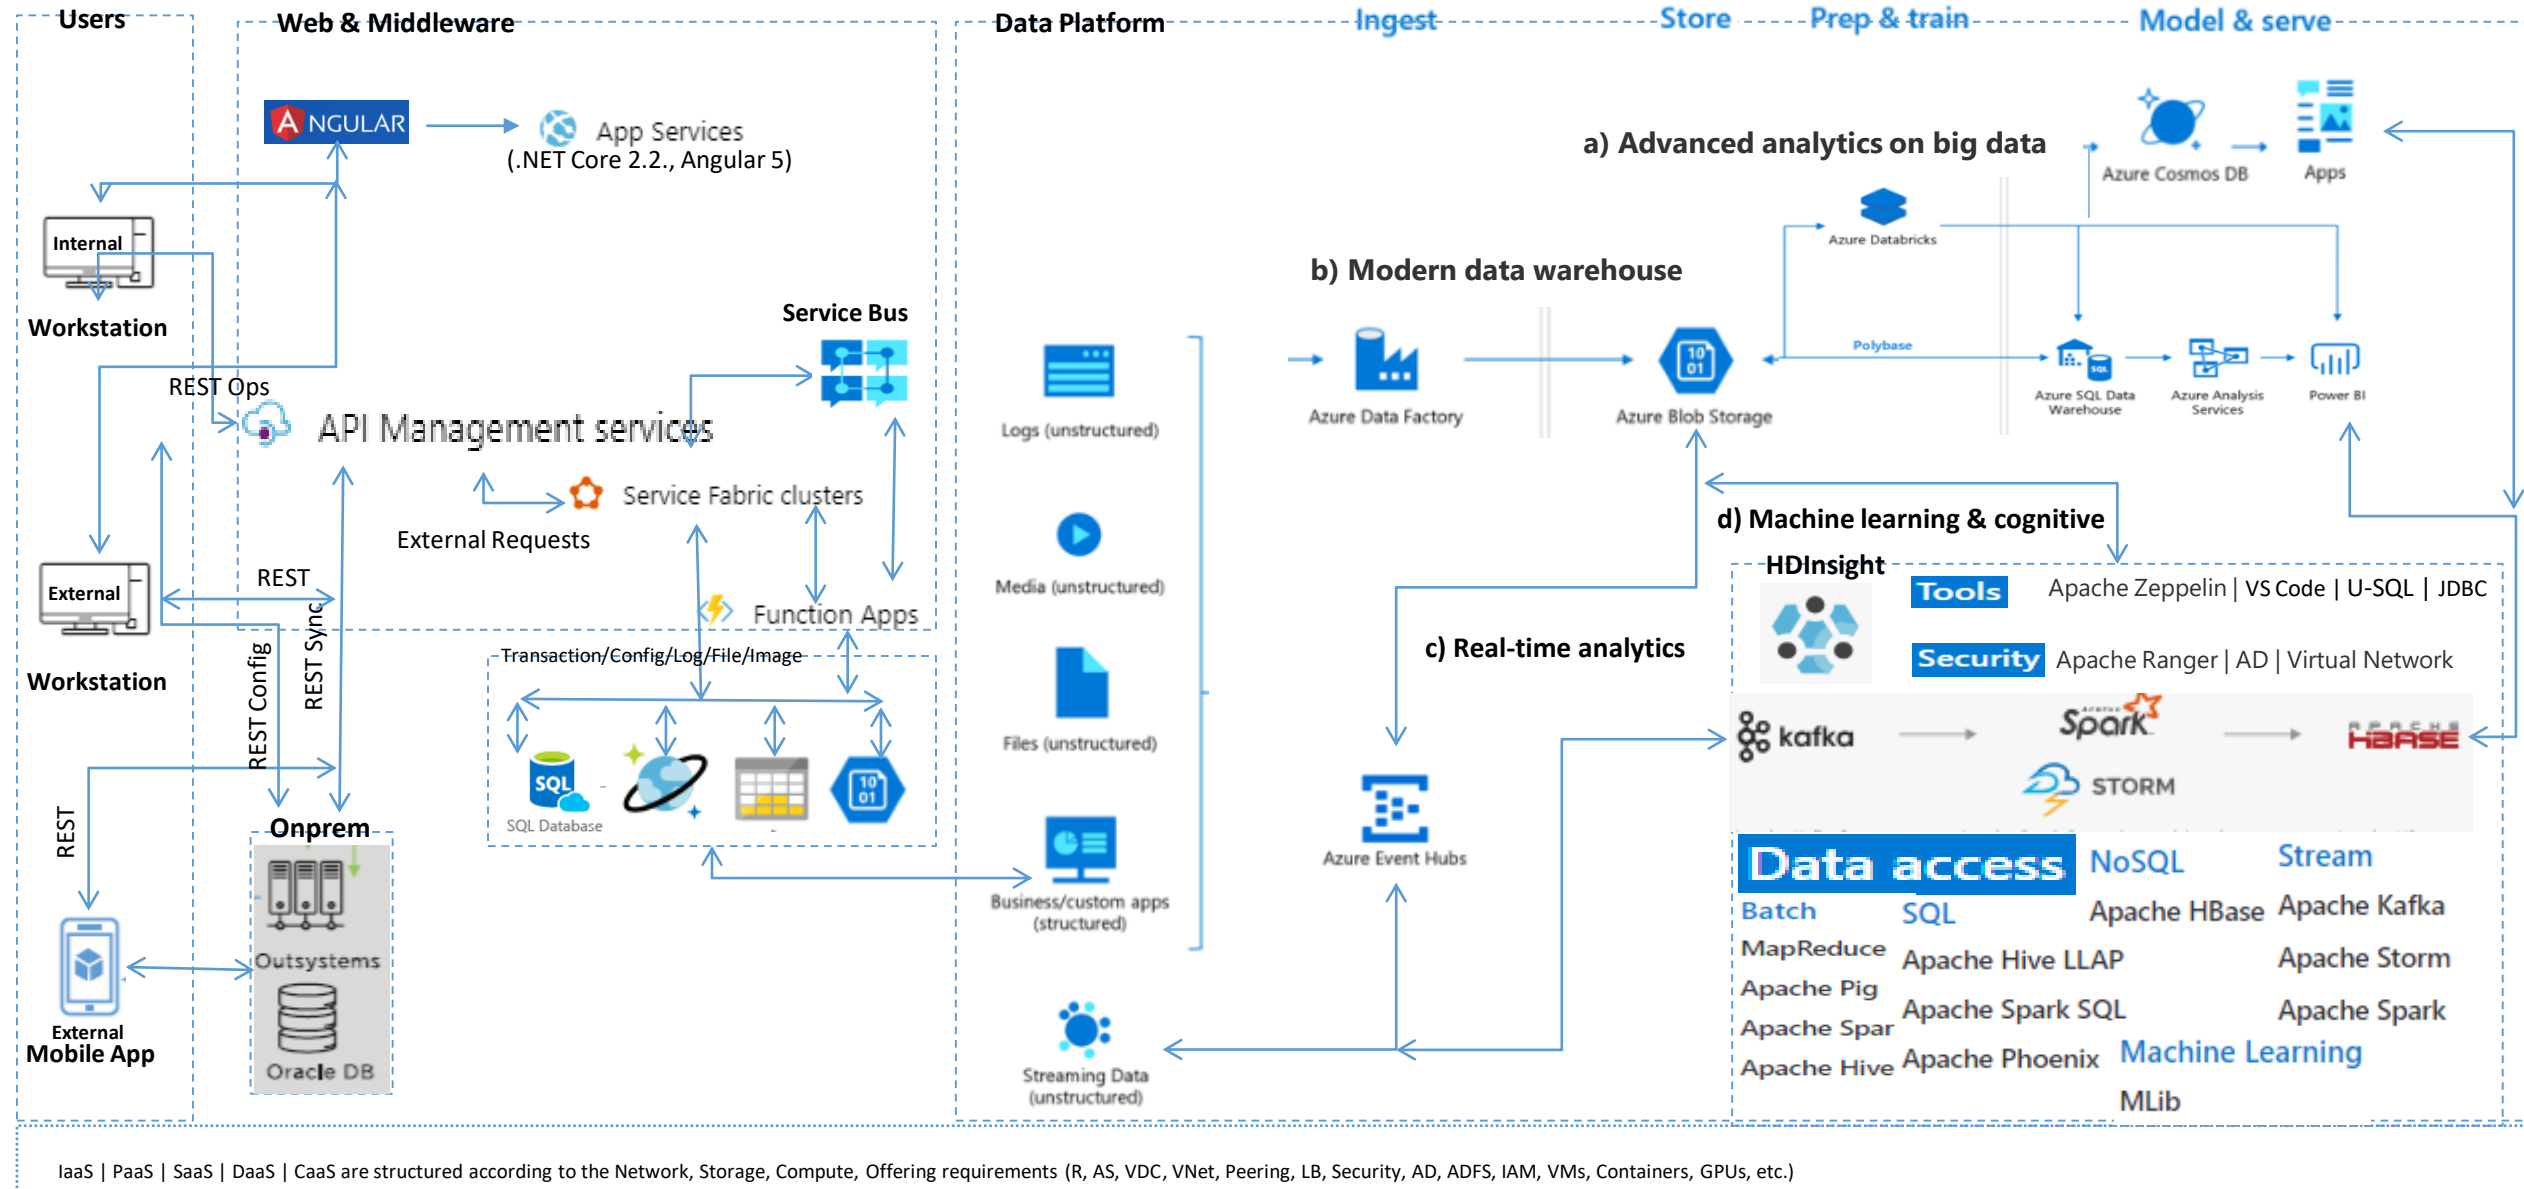 Users
Web & Middleware
Data Platform
Ingest
Store
Prep & train
Model & serve
ANGULAR
App Services
(.NET Core 2.2., Angular 5)
a) Advanced analytics on big data
Azure Cosmos DB
Apps
Internal
Workstation
Azure Databricks
b) Modern data warehouse
Service Bus
Polybase
REST Ops
API Management services
Logs (unstructured)
Azure Data Factory
Azure Blob Storage
Azure SQL Data
Warehouse
Azure Analysis
Services
Power BI
SQL
10
01
Service Fabric clusters
External Requests
d) Machine learning & cognitive
HDInsight
Media (unstructured)
Tools
Apache Zeppelin | VS Code | U-SQL | JDBC
External
REST
Function Apps
Workstation
REST Config
REST Sync
Transaction/Config/Log/File/Image
c) Real-time analytics
Security
Apache Ranger | AD | Virtual Network
Files (unstructured)
kafka
APACHE
Spark
APACHE
HBASE
STORM
SQL
SQL Database
10
01
REST
Onprem
Azure Event Hubs
Business/custom apps
(structured)
Data access
NoSQL
Stream
Batch
SQL
Apache HBase
Apache Kafka
MapReduce
Apache Hive LLAP
Apache Storm
Apache Pig
Apache Spark SQL
Apache Spark
Apache Spar
Apache Hive
Apache Phoenix
Machine Learning
MLib
Outsystems
Oracle DB
External
Mobile App
Streaming Data
(unstructured)
IaaS | PaaS | SaaS | DaaS | CaaS are structured according to the Network, Storage, Compute, Offering requirements (R, AS, VDC, VNet, Peering, LB, Security, AD, ADFS, IAM, VMs, Containers, GPUs, etc.)